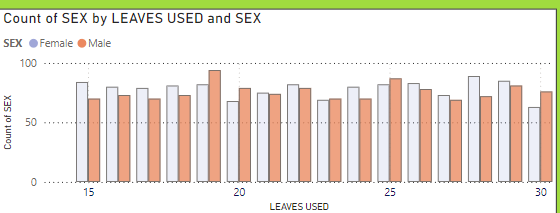 Count of SEX by LEAVES USED and SEX
SEX Female Male
Count of SEX
100
50
0
15 20 25 30
LEAVES USED